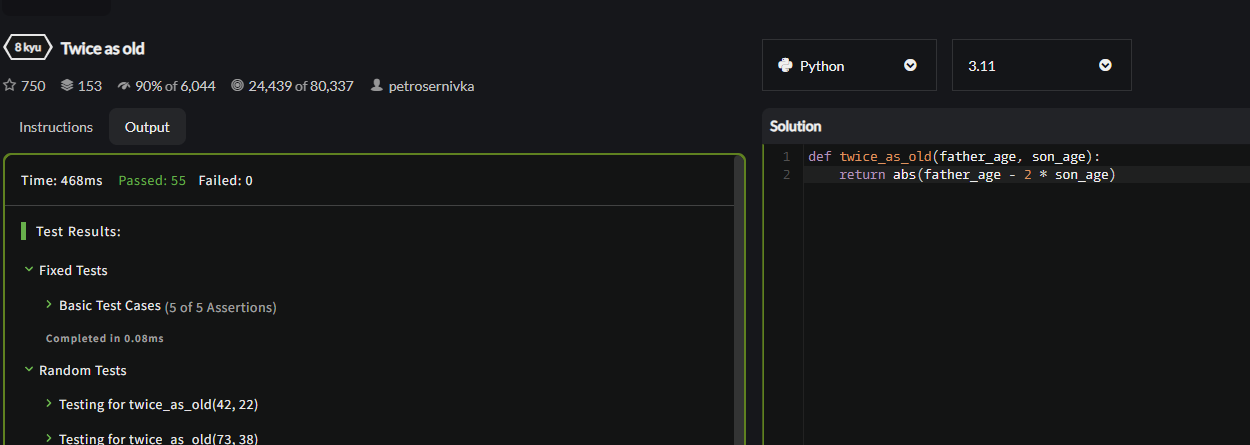 8 kyu Twice as old
750 153 90% of 6,044 24,439 of 80,337 petrosernivka
Instructions Output
Time: 468ms Passed: 55 Failed: 0
Test Results:
Fixed Tests
Basic Test Cases (5 of 5 Assertions)
Completed in 0.08ms
Random Tests
Testing for twice_as_old(42, 22)
Testing for twice_as_old(73, 38)
Python 3.11
Solution
1 def twice_as_old(father_age, son_age):
2     return abs(father_age - 2 * son_age)